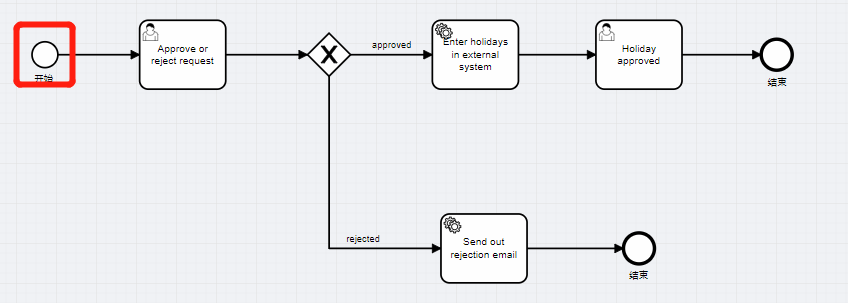 开始
Approve or
reject request
X
approved
Enter holidays
in external
system
Holiday
approved
结束
rejected
Send out
rejection email
结束